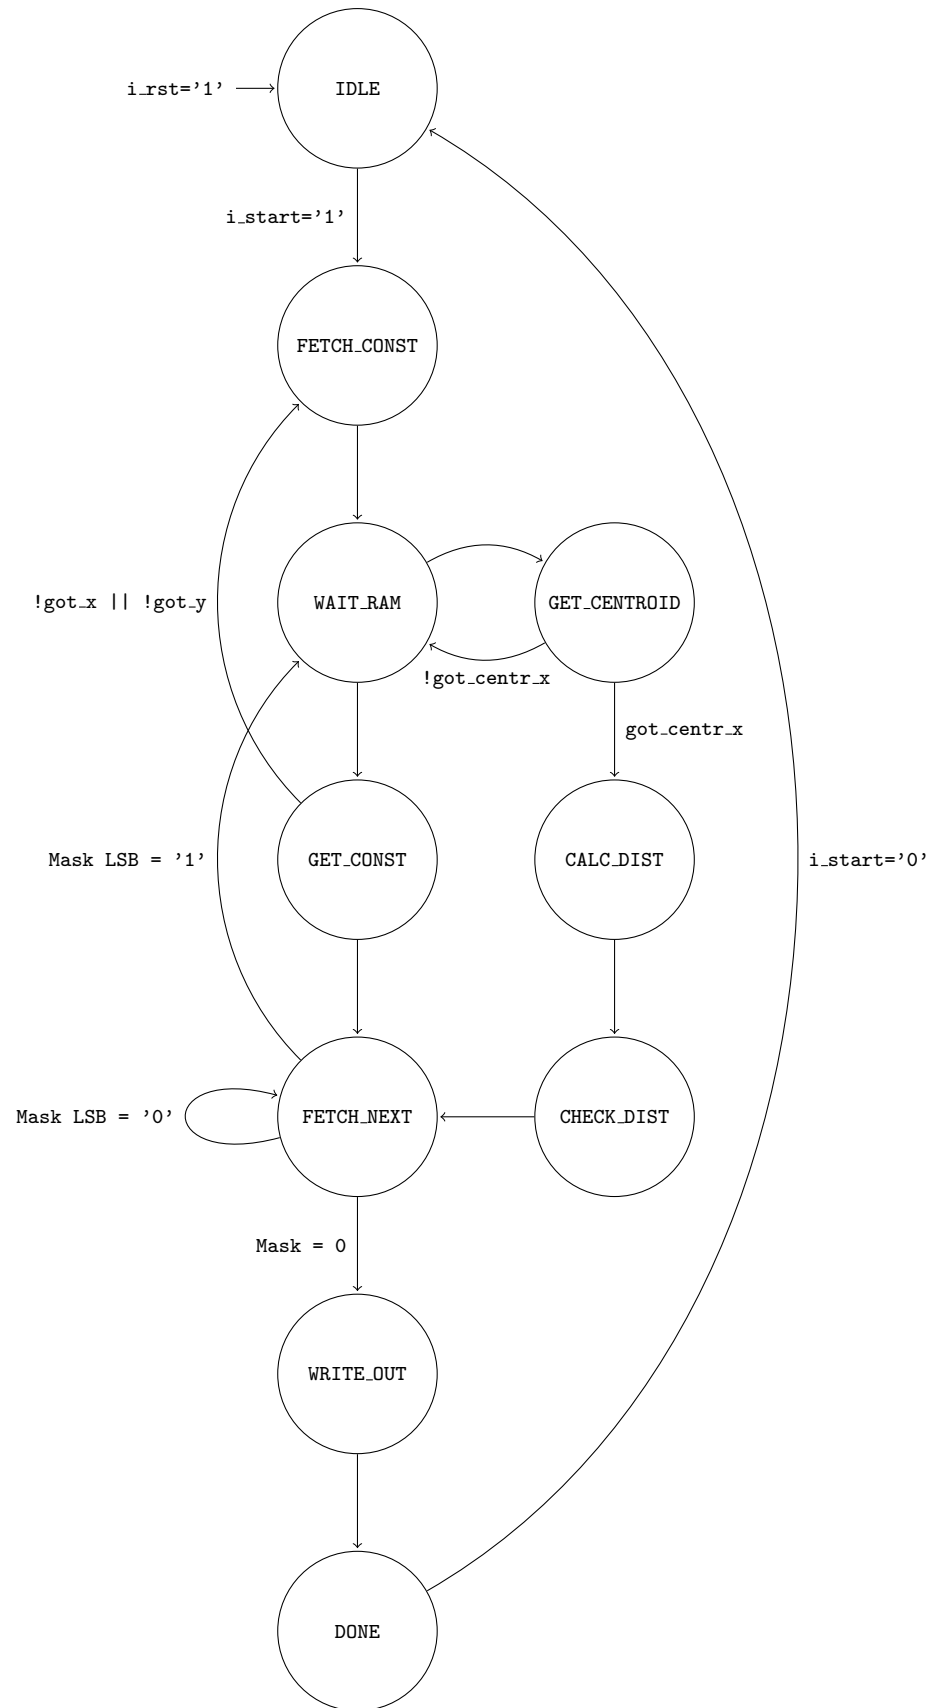 i_rst='1'
IDLE
i_start='1'
FETCH_CONST
!got_x || !got_y
WAIT_RAM
GET_CENTROID
!got_centr_x
got_centr_x
Mask LSB = '1'
GET_CONST
CALC_DIST
i_start='0'
Mask LSB = '0'
FETCH_NEXT
CHECK_DIST
Mask = 0
WRITE_OUT
DONE